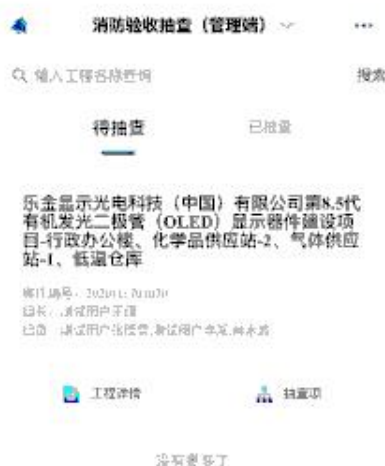 消防验收抽查（管理端）
输入工程名称查询
搜索
待抽查
已抽查
乐金显示光电科技（中国）有限公司第8.5代
有机发光二极管（OLED）显示器件建设项
目-行政办公楼、化学品供应站-2、气体供应
站-1、低温仓库
工程详情
抽查项
没有更多了